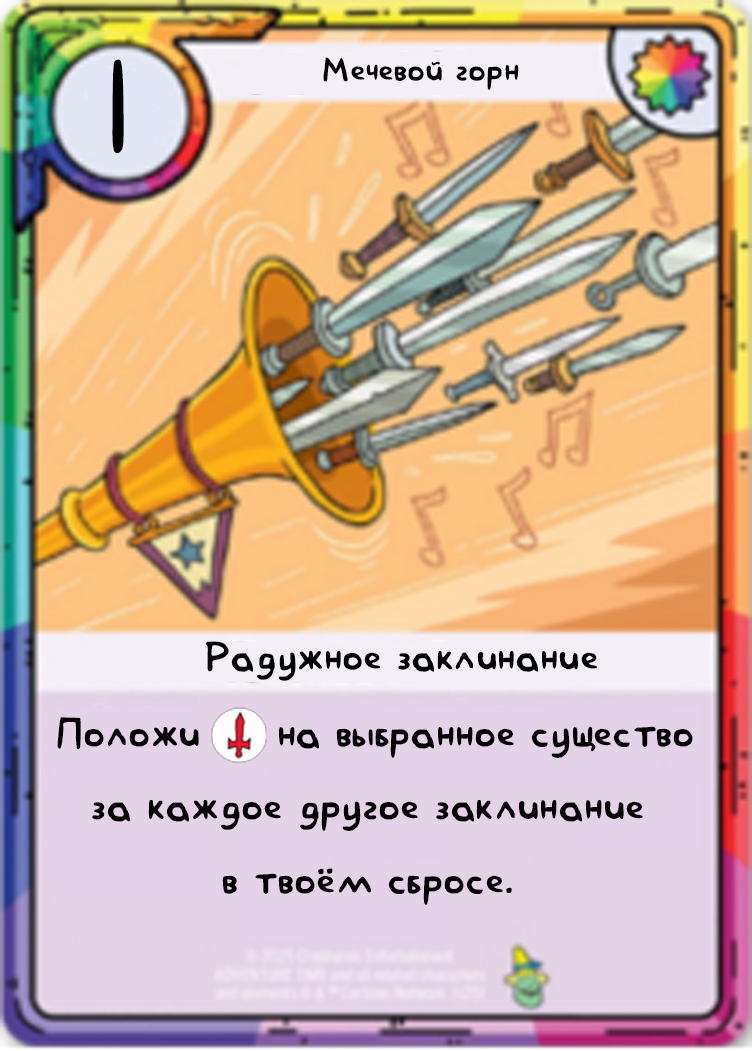 1
Мечевой горн
Радужное заклинание
Положи на выбранное существо
за каждое другое заклинание
в твоём сбросе.